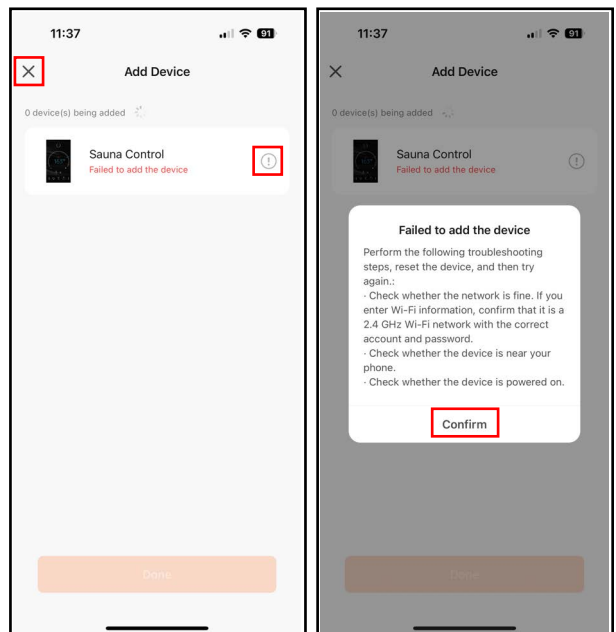 11:37
91
Add Device
0 device(s) being added
Sauna Control
Failed to add the device
Done
11:37
91
Add Device
0 device(s) being added
Sauna Control
Failed to add the device
Failed to add the device
Perform the following troubleshooting
steps, reset the device, and then try
again.:
· Check whether the network is fine. If you
enter Wi-Fi information, confirm that it is a
2.4 GHz Wi-Fi network with the correct
account and password.
· Check whether the device is near your
phone.
· Check whether the device is powered on.
Confirm
Done